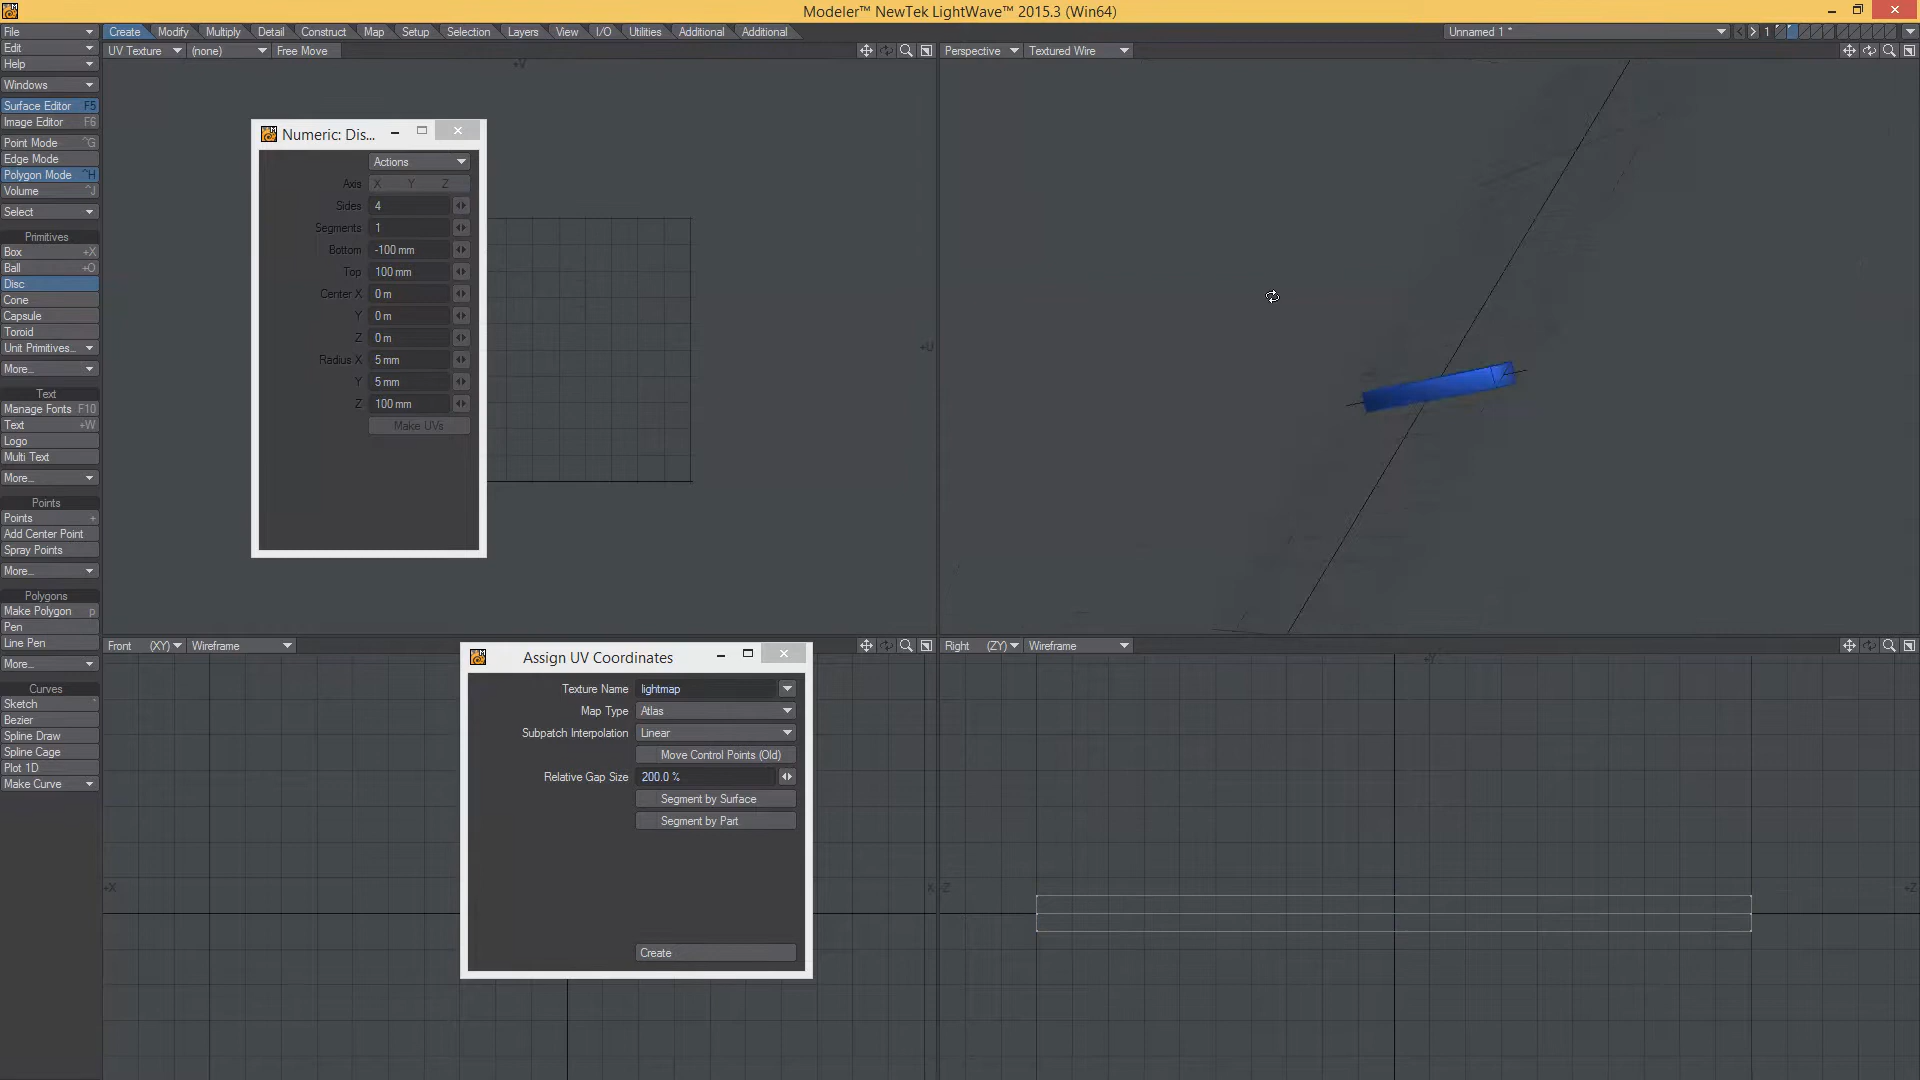 Modeler™ NewTek LightWave™ 2015.3 (Win64)
File
Create Modify Multiply Detail Construct Map Setup Selection Layers View I/O Utilities Additional Additional
Unnamed 1 *
1
Edit
UV Texture (none) Free Move
Perspective Textured Wire
Help
Windows
Surface Editor F5
Image Editor F6
Point Mode ^G
Edge Mode
Polygon Mode ^H
Volume ^J
Select
Primitives
Box +X
Ball +O
Disc
Cone
Capsule
Toroid
Unit Primitives...
More...
Text
Manage Fonts F10
Text +W
Logo
Multi Text
More...
Points
Points +
Add Center Point
Spray Points
More...
Polygons
Make Polygon p
Pen
Line Pen
More...
Curves
Sketch
Bezier
Spline Draw
Spline Cage
Plot 1D
Make Curve
+V
+U
Numeric: Dis...
Actions
Axis X Y Z
Sides 4
Segments 1
Bottom -100 mm
Top 100 mm
Center X 0 m
Y 0 m
Z 0 m
Radius X 5 mm
Y 5 mm
Z 100 mm
Make UVs
Front (XY) Wireframe
Right (ZY) Wireframe
Assign UV Coordinates
Texture Name lightmap
Map Type Atlas
Subpatch Interpolation Linear
Move Control Points (Old)
Relative Gap Size 200.0 %
Segment by Surface
Segment by Part
Create
+X
X
+Y
-Z
+Z